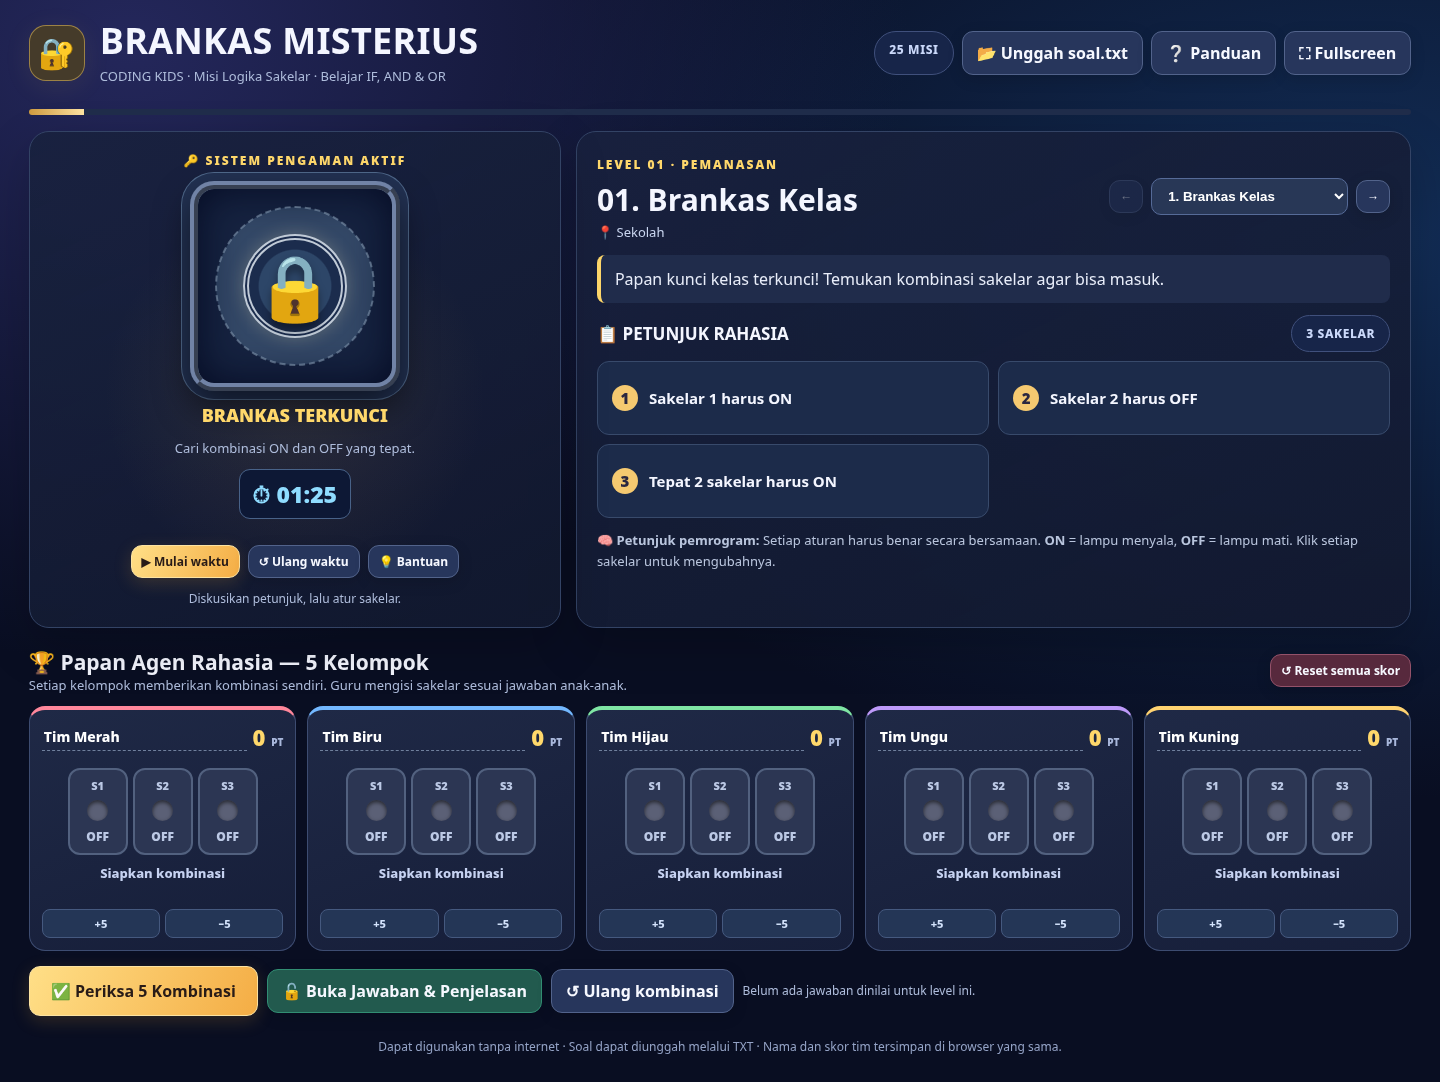 BRANKAS MISTERIUS
CODING KIDS · Misi Logika Sakelar · Belajar IF, AND & OR
25 MISI
📂 Unggah soal.txt
❔ Panduan
⛶ Fullscreen
🔑 SISTEM PENGAMAN AKTIF
BRANKAS TERKUNCI
Cari kombinasi ON dan OFF yang tepat.
⏱ 01:25
▶ Mulai waktu
↺ Ulang waktu
💡 Bantuan
Diskusikan petunjuk, lalu atur sakelar.
LEVEL 01 · PEMANASAN
01. Brankas Kelas
←
1. Brankas Kelas
→
📍 Sekolah
Papan kunci kelas terkunci! Temukan kombinasi sakelar agar bisa masuk.
📋 PETUNJUK RAHASIA
3 SAKELAR
1 Sakelar 1 harus ON
2 Sakelar 2 harus OFF
3 Tepat 2 sakelar harus ON
🧠 Petunjuk pemrogram: Setiap aturan harus benar secara bersamaan. ON = lampu menyala, OFF = lampu mati. Klik setiap
sakelar untuk mengubahnya.
🏆 Papan Agen Rahasia — 5 Kelompok
Setiap kelompok memberikan kombinasi sendiri. Guru mengisi sakelar sesuai jawaban anak-anak.
↺ Reset semua skor
Tim Merah 0 PT
S1 S2 S3
OFF OFF OFF
Siapkan kombinasi
+5 −5
Tim Biru 0 PT
S1 S2 S3
OFF OFF OFF
Siapkan kombinasi
+5 −5
Tim Hijau 0 PT
S1 S2 S3
OFF OFF OFF
Siapkan kombinasi
+5 −5
Tim Ungu 0 PT
S1 S2 S3
OFF OFF OFF
Siapkan kombinasi
+5 −5
Tim Kuning 0 PT
S1 S2 S3
OFF OFF OFF
Siapkan kombinasi
+5 −5
✅ Periksa 5 Kombinasi
🔓 Buka Jawaban & Penjelasan
↺ Ulang kombinasi
Belum ada jawaban dinilai untuk level ini.
Dapat digunakan tanpa internet · Soal dapat diunggah melalui TXT · Nama dan skor tim tersimpan di browser yang sama.